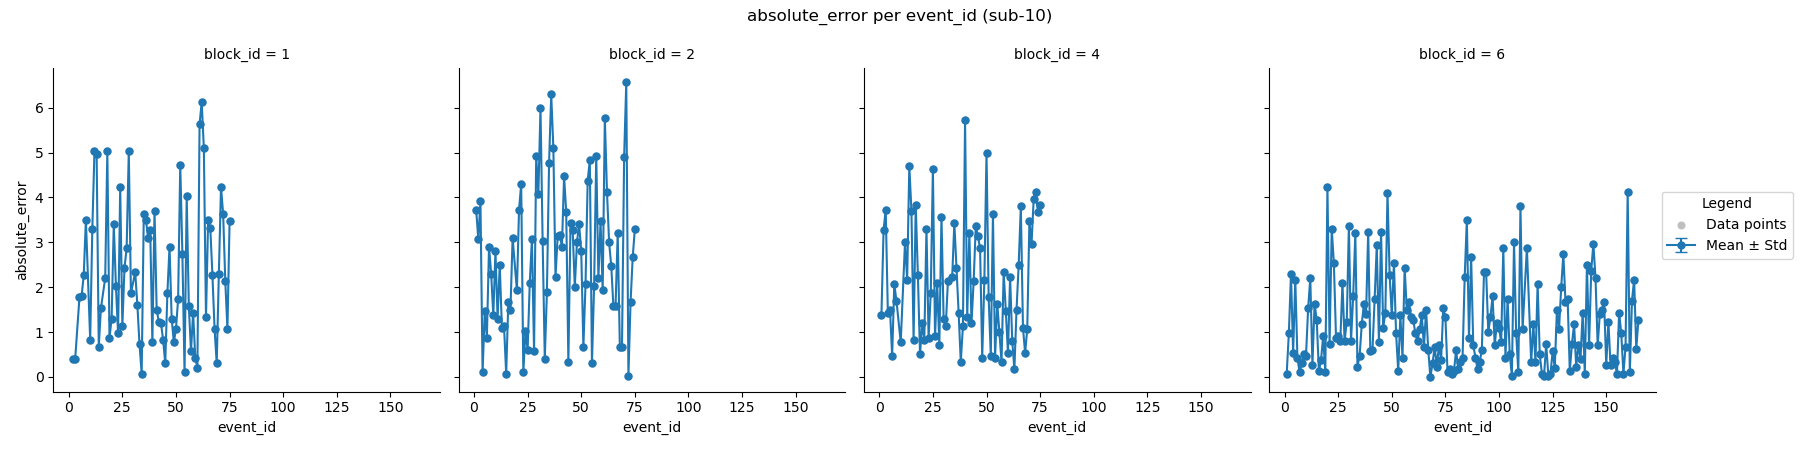 absolute_error per event_id (sub-10)
block_id = 1
block_id = 2
block_id = 4
block_id = 6
absolute_error
6
5
4
3
2
1
0
0 25 50 75 100 125 150
0 25 50 75 100 125 150
0 25 50 75 100 125 150
0 25 50 75 100 125 150
event_id
event_id
event_id
event_id
Legend
Data points
Mean ± Std